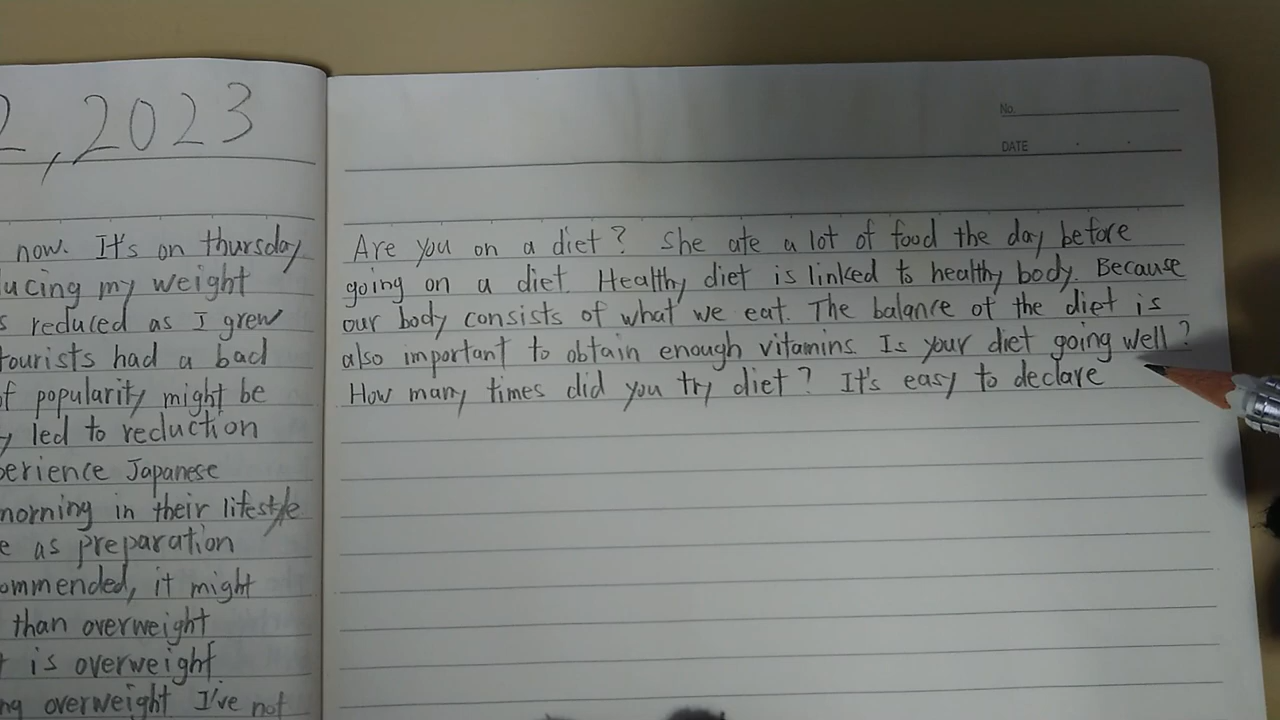 2, 2023
now. It's on thursday
ucing my weight
s reduced as I grew
tourists had a bad
f popularity might be
y led to reduction
perience Japanese
morning in their lifestyle
e as preparation
ommended, it might
than overweight
t is overweight.
ng overweight I've not
No.
DATE
Are you on a diet? She ate a lot of food the day before
going on a diet. Healthy diet is linked to healthy body. Because
our body consists of what we eat. The balance of the diet is
also important to obtain enough vitamins. Is your diet going well?
How many times did you try diet? It's easy to declare